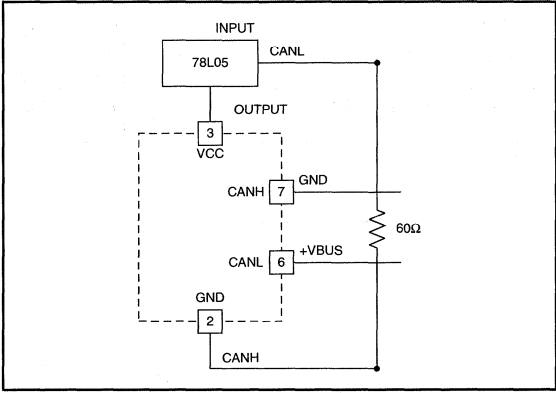 INPUT
78L05
CANL
OUTPUT
3
VCC
CANH
7
GND
60Ω
CANL
6
+VBUS
GND
2
CANH